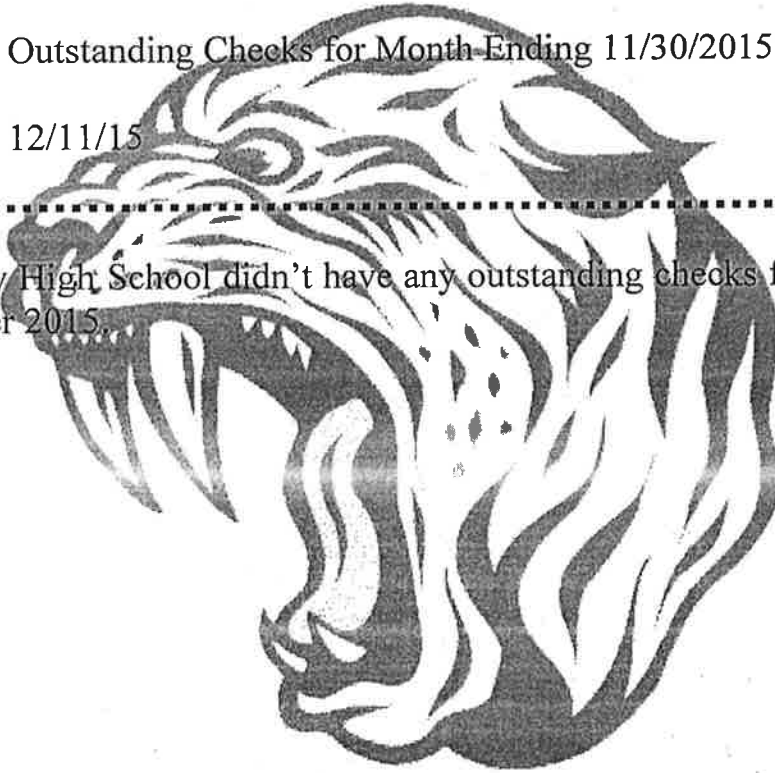 Outstanding Checks for Month Ending 11/30/2015
12/11/15
High School didn't have any outstanding checks
2015.